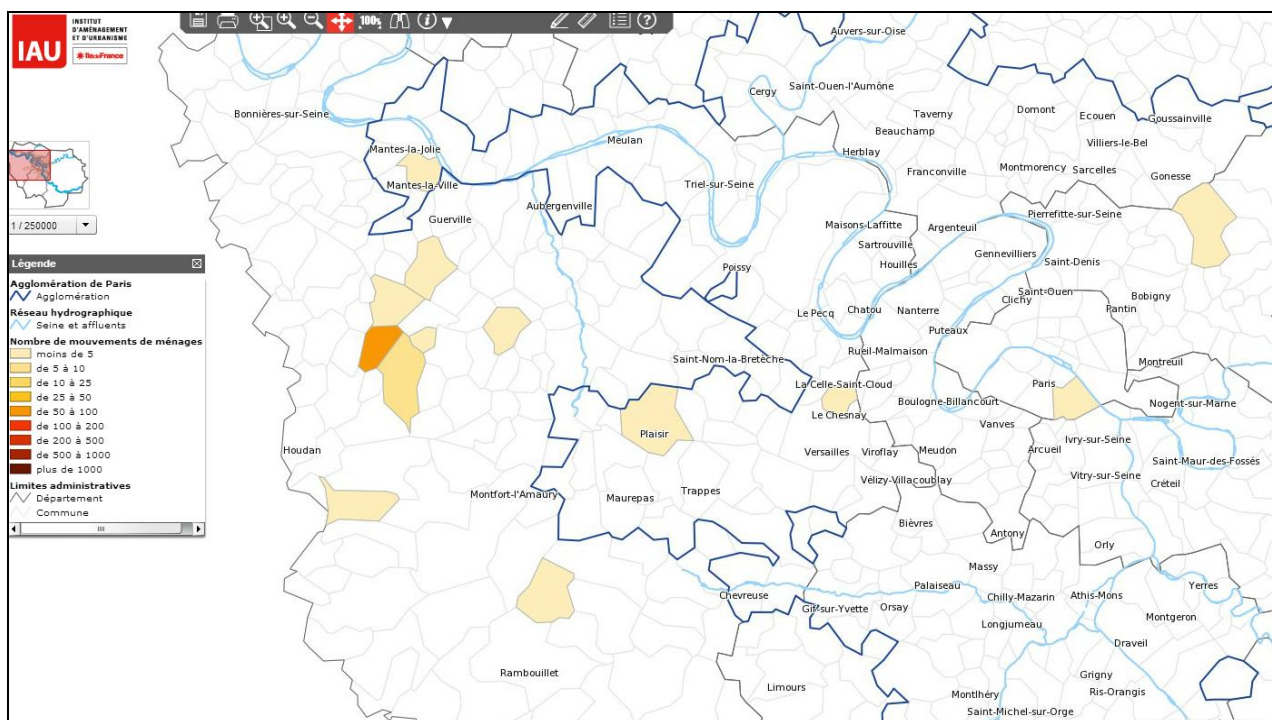 IAU
INSTITUT
D'AMÉNAGEMENT
ET D'URBANISME
îledeFrance
100%
1 / 250000
Légende
Agglomération de Paris
Agglomération
Réseau hydrographique
Seine et affluents
Nombre de mouvements de ménages
moins de 5
de 5 à 10
de 10 à 25
de 25 à 50
de 50 à 100
de 100 à 200
de 200 à 500
de 500 à 1000
plus de 1000
Limites administratives
Département
Commune
Auvers-sur-Oise
Saint-Ouen-l'Aumône
Cergy
Bonnières-sur-Seine
Taverny
Domont
Ecouen
Goussainville
Beauchamp
Meulan
Villiers-le-Bel
Mantes-la-Jolie
Herblay
Montmorency
Sarcelles
Franconville
Gonesse
Mantes-la-Ville
Triel-sur-Seine
Aubergenville
Guerville
Pierrefitte-sur-Seine
Maisons-Laffitte
Argenteuil
Sartrouville
Gennevilliers
Houilles
Saint-Denis
Poissy
Saint-Ouen
Clichy
Bobigny
Le Pecq
Chatou
Nanterre
Pantin
Puteaux
Rueil-Malmaison
Saint-Nom-la-Bretèche
Montreuil
La Celle-Saint-Cloud
Paris
Boulogne-Billancourt
Nogent-sur-Marne
Le Chesnay
Vanves
Plaisir
Ivry-sur-Seine
Houdan
Versailles
Viroflay
Meudon
Arcueil
Saint-Maur-des-Fossés
Vitry-sur-Seine
Vélizy-Villacoublay
Créteil
Montfort-l'Amaury
Maurepas
Trappes
Bièvres
Antony
Orly
Massy
Palaiseau
Yerres
Chevreuse
Chilly-Mazarin
Athis-Mons
Gif-sur-Yvette
Orsay
Montgeron
Longjumeau
Draveil
Rambouillet
Grigny
Limours
Montlhéry
Ris-Orangis
Saint-Michel-sur-Orge